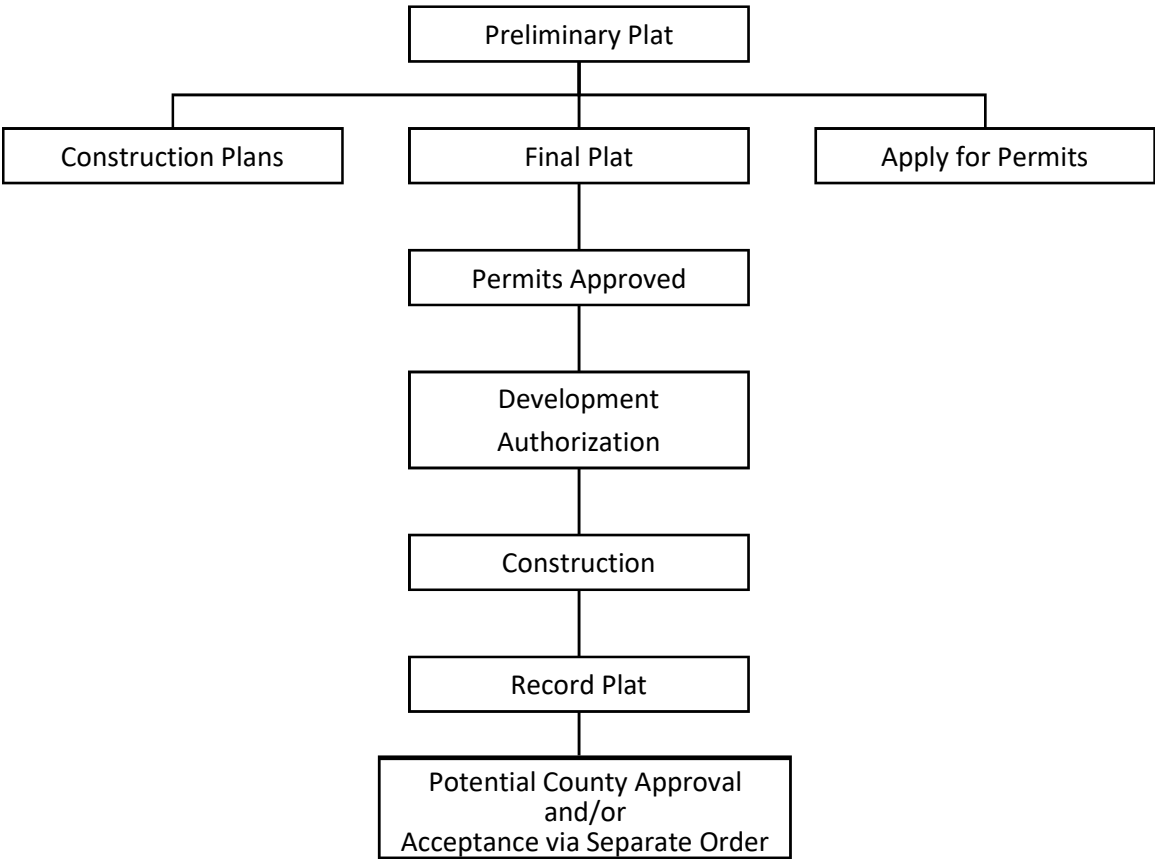 Preliminary Plat
Construction Plans
Final Plat
Apply for Permits
Permits Approved
Development
Authorization
Construction
Record Plat
Potential County Approval
and/or
Acceptance via Separate Order